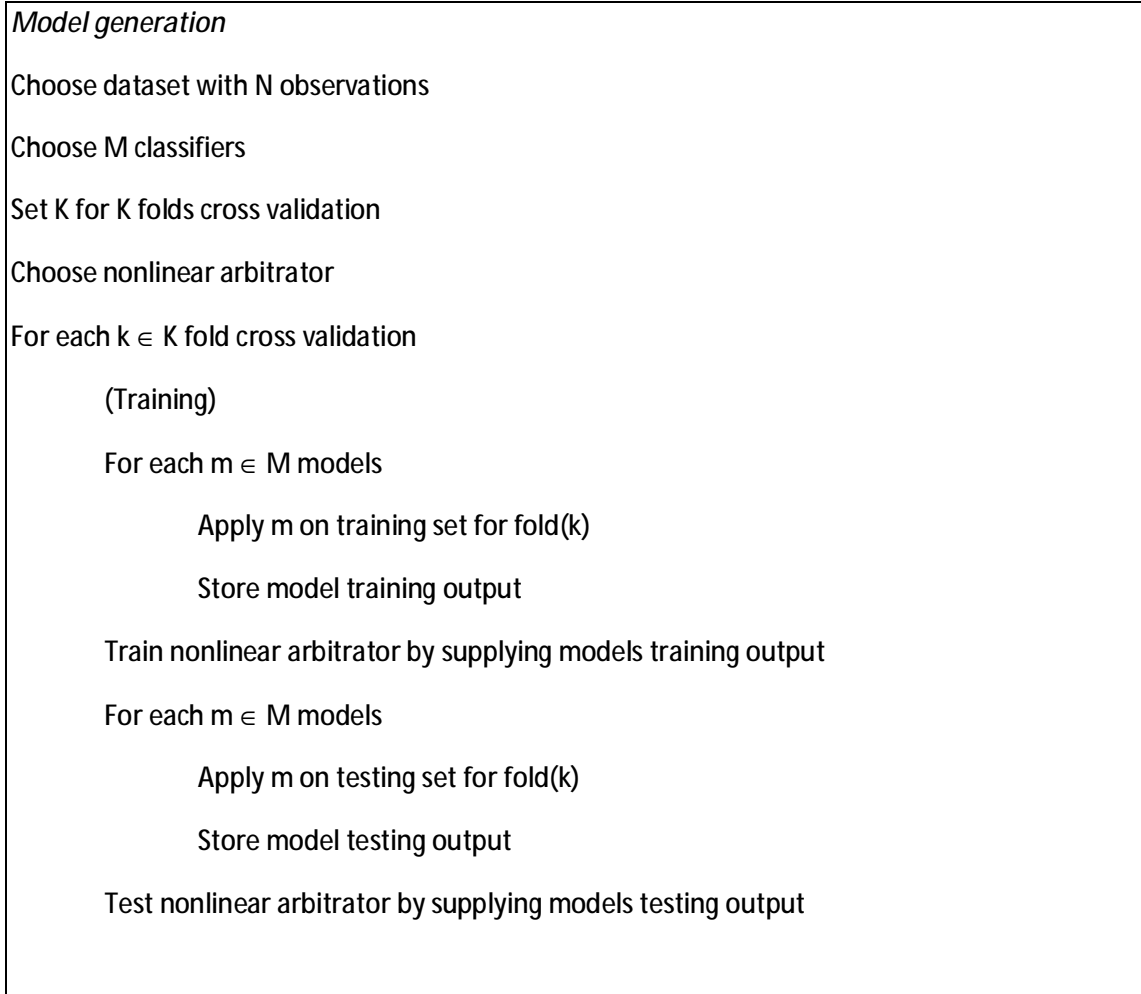 Model generation
Choose dataset with N observations
Choose M classifiers
Set K for K folds cross validation
Choose nonlinear arbitrator
For each k ∈ K fold cross validation
(Training)
For each m ∈ M models
Apply m on training set for fold(k)
Store model training output
Train nonlinear arbitrator by supplying models training output
For each m ∈ M models
Apply m on testing set for fold(k)
Store model testing output
Test nonlinear arbitrator by supplying models testing output